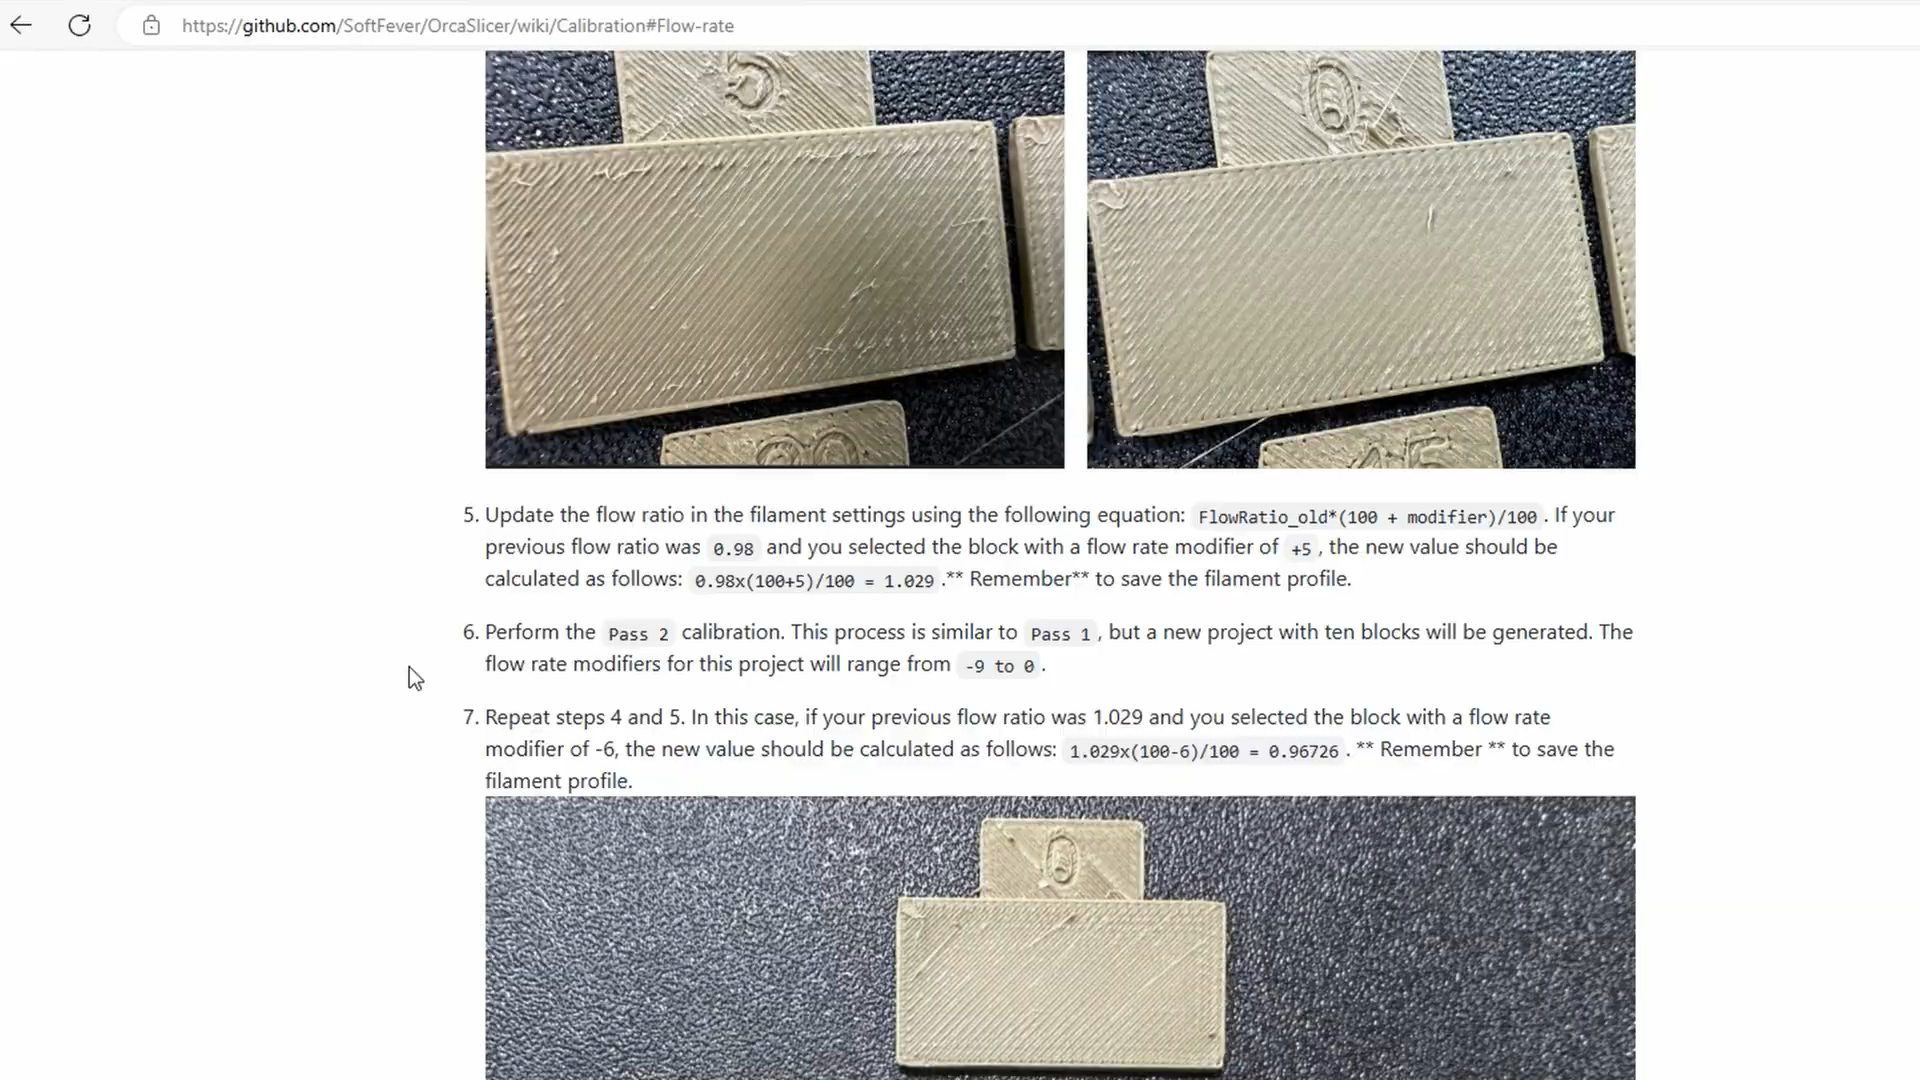 https://github.com/SoftFever/OrcaSlicer/wiki/Calibration#Flow-rate
5 0
5. Update the flow ratio in the filament settings using the following equation: FlowRatio_old*(100 + modifier)/100 . If your
previous flow ratio was 0.98 and you selected the block with a flow rate modifier of +5 , the new value should be
calculated as follows: 0.98x(100+5)/100 = 1.029 .** Remember** to save the filament profile.
6. Perform the Pass 2 calibration. This process is similar to Pass 1 , but a new project with ten blocks will be generated. The
flow rate modifiers for this project will range from -9 to 0 .
7. Repeat steps 4 and 5. In this case, if your previous flow ratio was 1.029 and you selected the block with a flow rate
modifier of -6, the new value should be calculated as follows: 1.029x(100-6)/100 = 0.96726 . ** Remember ** to save the
filament profile.
0